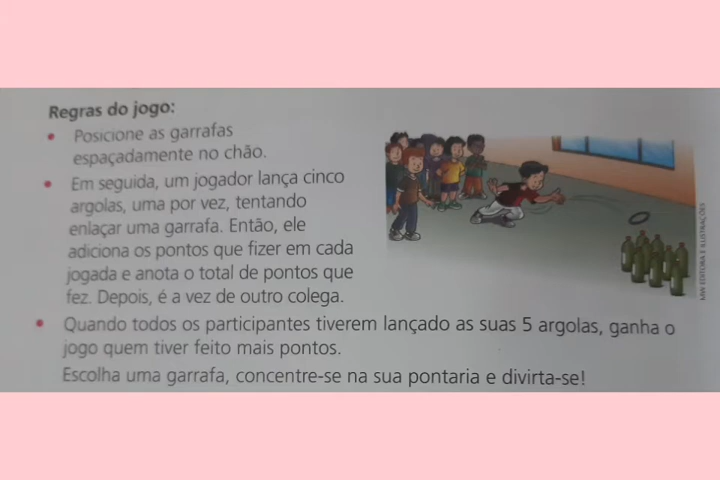 Regras do jogo:
• Posicione as garrafas
espaçadamente no chão.
• Em seguida, um jogador lança cinco
argolas, uma por vez, tentando
enlaçar uma garrafa. Então, ele
adiciona os pontos que fizer em cada
jogada e anota o total de pontos que
fez. Depois, é a vez de outro colega.
• Quando todos os participantes tiverem lançado as suas 5 argolas, ganha o
jogo quem tiver feito mais pontos.
Escolha uma garrafa, concentre-se na sua pontaria e divirta-se!
MW EDITORA E ILUSTRAÇÕES